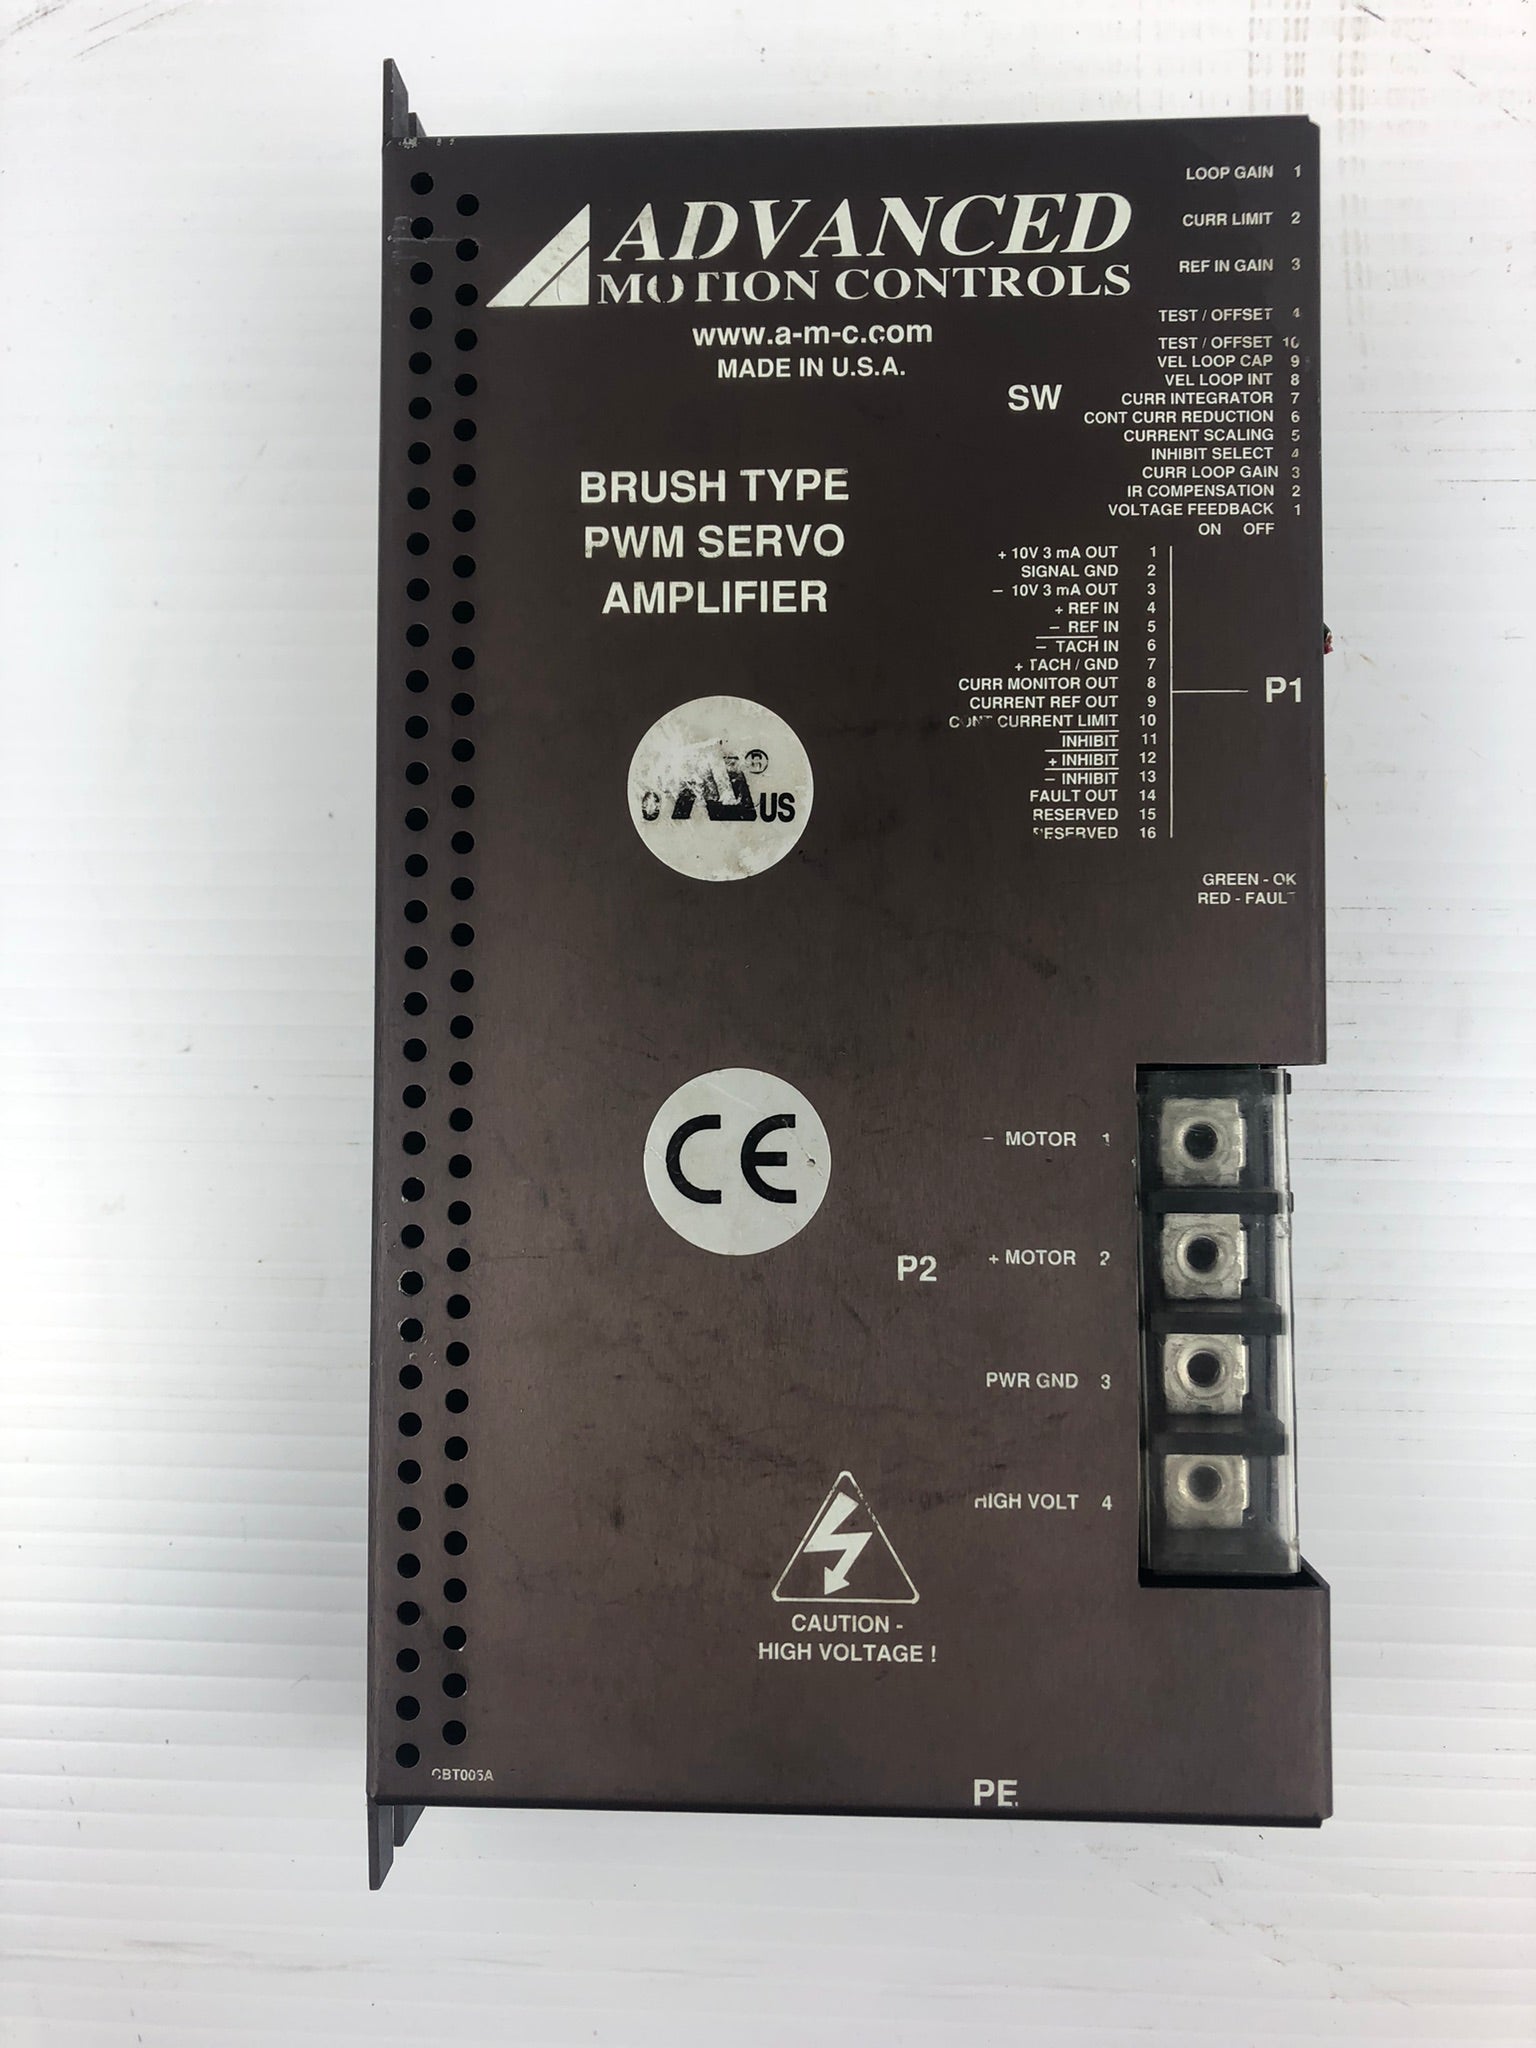 ADVANCED
MOTION CONTROLS
www.a-m-c.com
MADE IN U.S.A.
BRUSH TYPE
PWM SERVO
AMPLIFIER
LOOP GAIN 1
CURR LIMIT 2
REF IN GAIN 3
TEST / OFFSET 4
SW
TEST / OFFSET 10
VEL LOOP CAP 9
VEL LOOP INT 8
CURR INTEGRATOR 7
CONT CURR REDUCTION 6
CURRENT SCALING 5
INHIBIT SELECT 4
CURR LOOP GAIN 3
IR COMPENSATION 2
VOLTAGE FEEDBACK 1
ON OFF
+ 10V 3 mA OUT 1
SIGNAL GND 2
– 10V 3 mA OUT 3
+ REF IN 4
– REF IN 5
– TACH IN 6
+ TACH / GND 7
CURR MONITOR OUT 8
CURRENT REF OUT 9
CONT CURRENT LIMIT 10
INHIBIT 11
+ INHIBIT 12
– INHIBIT 13
FAULT OUT 14
RESERVED 15
RESERVED 16
P1
GREEN - OK
RED - FAULT
® US
CE
P2
– MOTOR 1
+ MOTOR 2
PWR GND 3
HIGH VOLT 4
CAUTION -
HIGH VOLTAGE !
CBT005A
PE